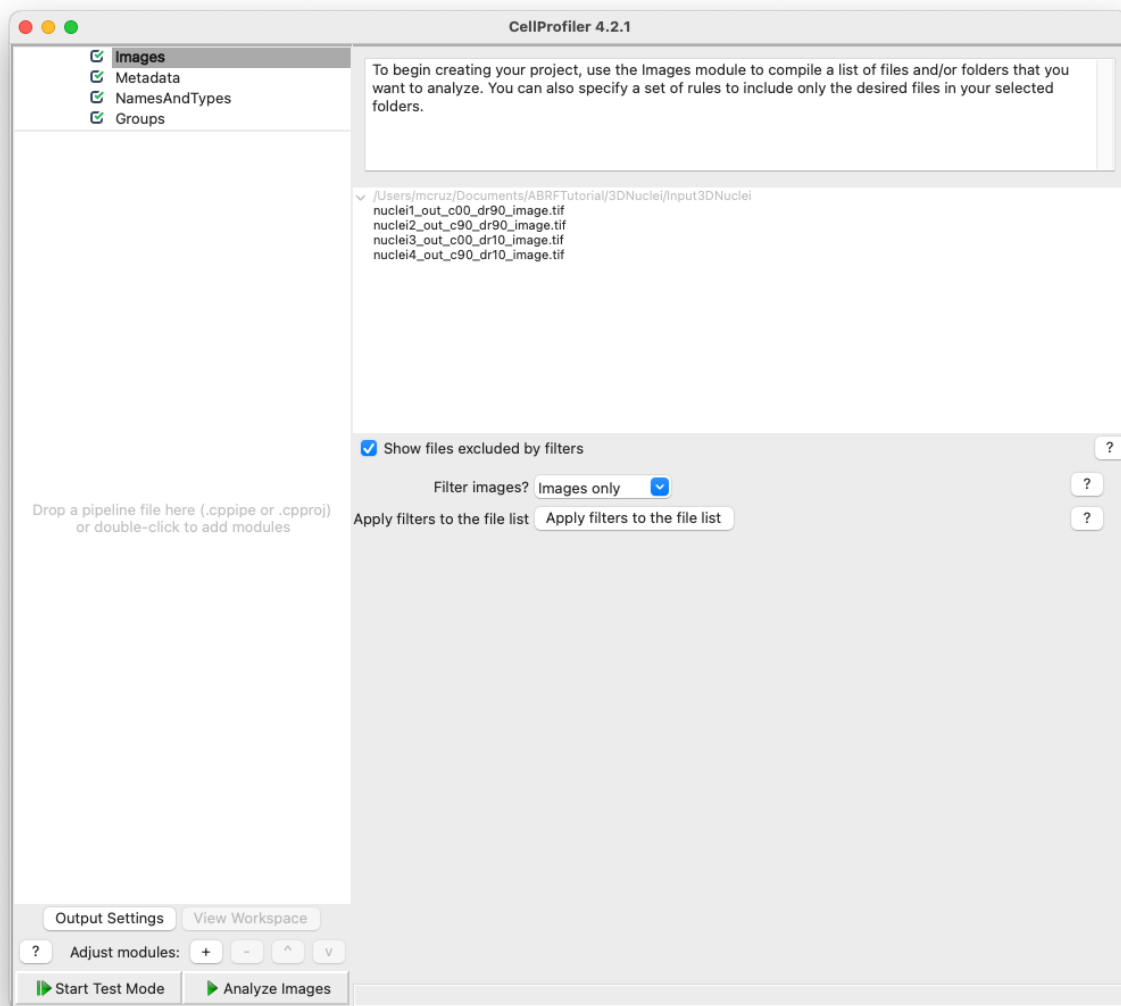 CellProfiler 4.2.1
Images
Metadata
NamesAndTypes
Groups
To begin creating your project, use the Images module to compile a list of files and/or folders that you
want to analyze. You can also specify a set of rules to include only the desired files in your selected
folders.
/Users/mcruz/Documents/ABRFTutorial/3DNuclei/Input3DNuclei
nuclei1_out_c00_dr90_image.tif
nuclei2_out_c90_dr90_image.tif
nuclei3_out_c00_dr10_image.tif
nuclei4_out_c90_dr10_image.tif
Show files excluded by filters
?
Filter images? Images only
?
Apply filters to the file list Apply filters to the file list
?
Drop a pipeline file here (.cppipe or .cpproj)
or double-click to add modules
Output Settings View Workspace
? Adjust modules: + - ^ v
Start Test Mode Analyze Images